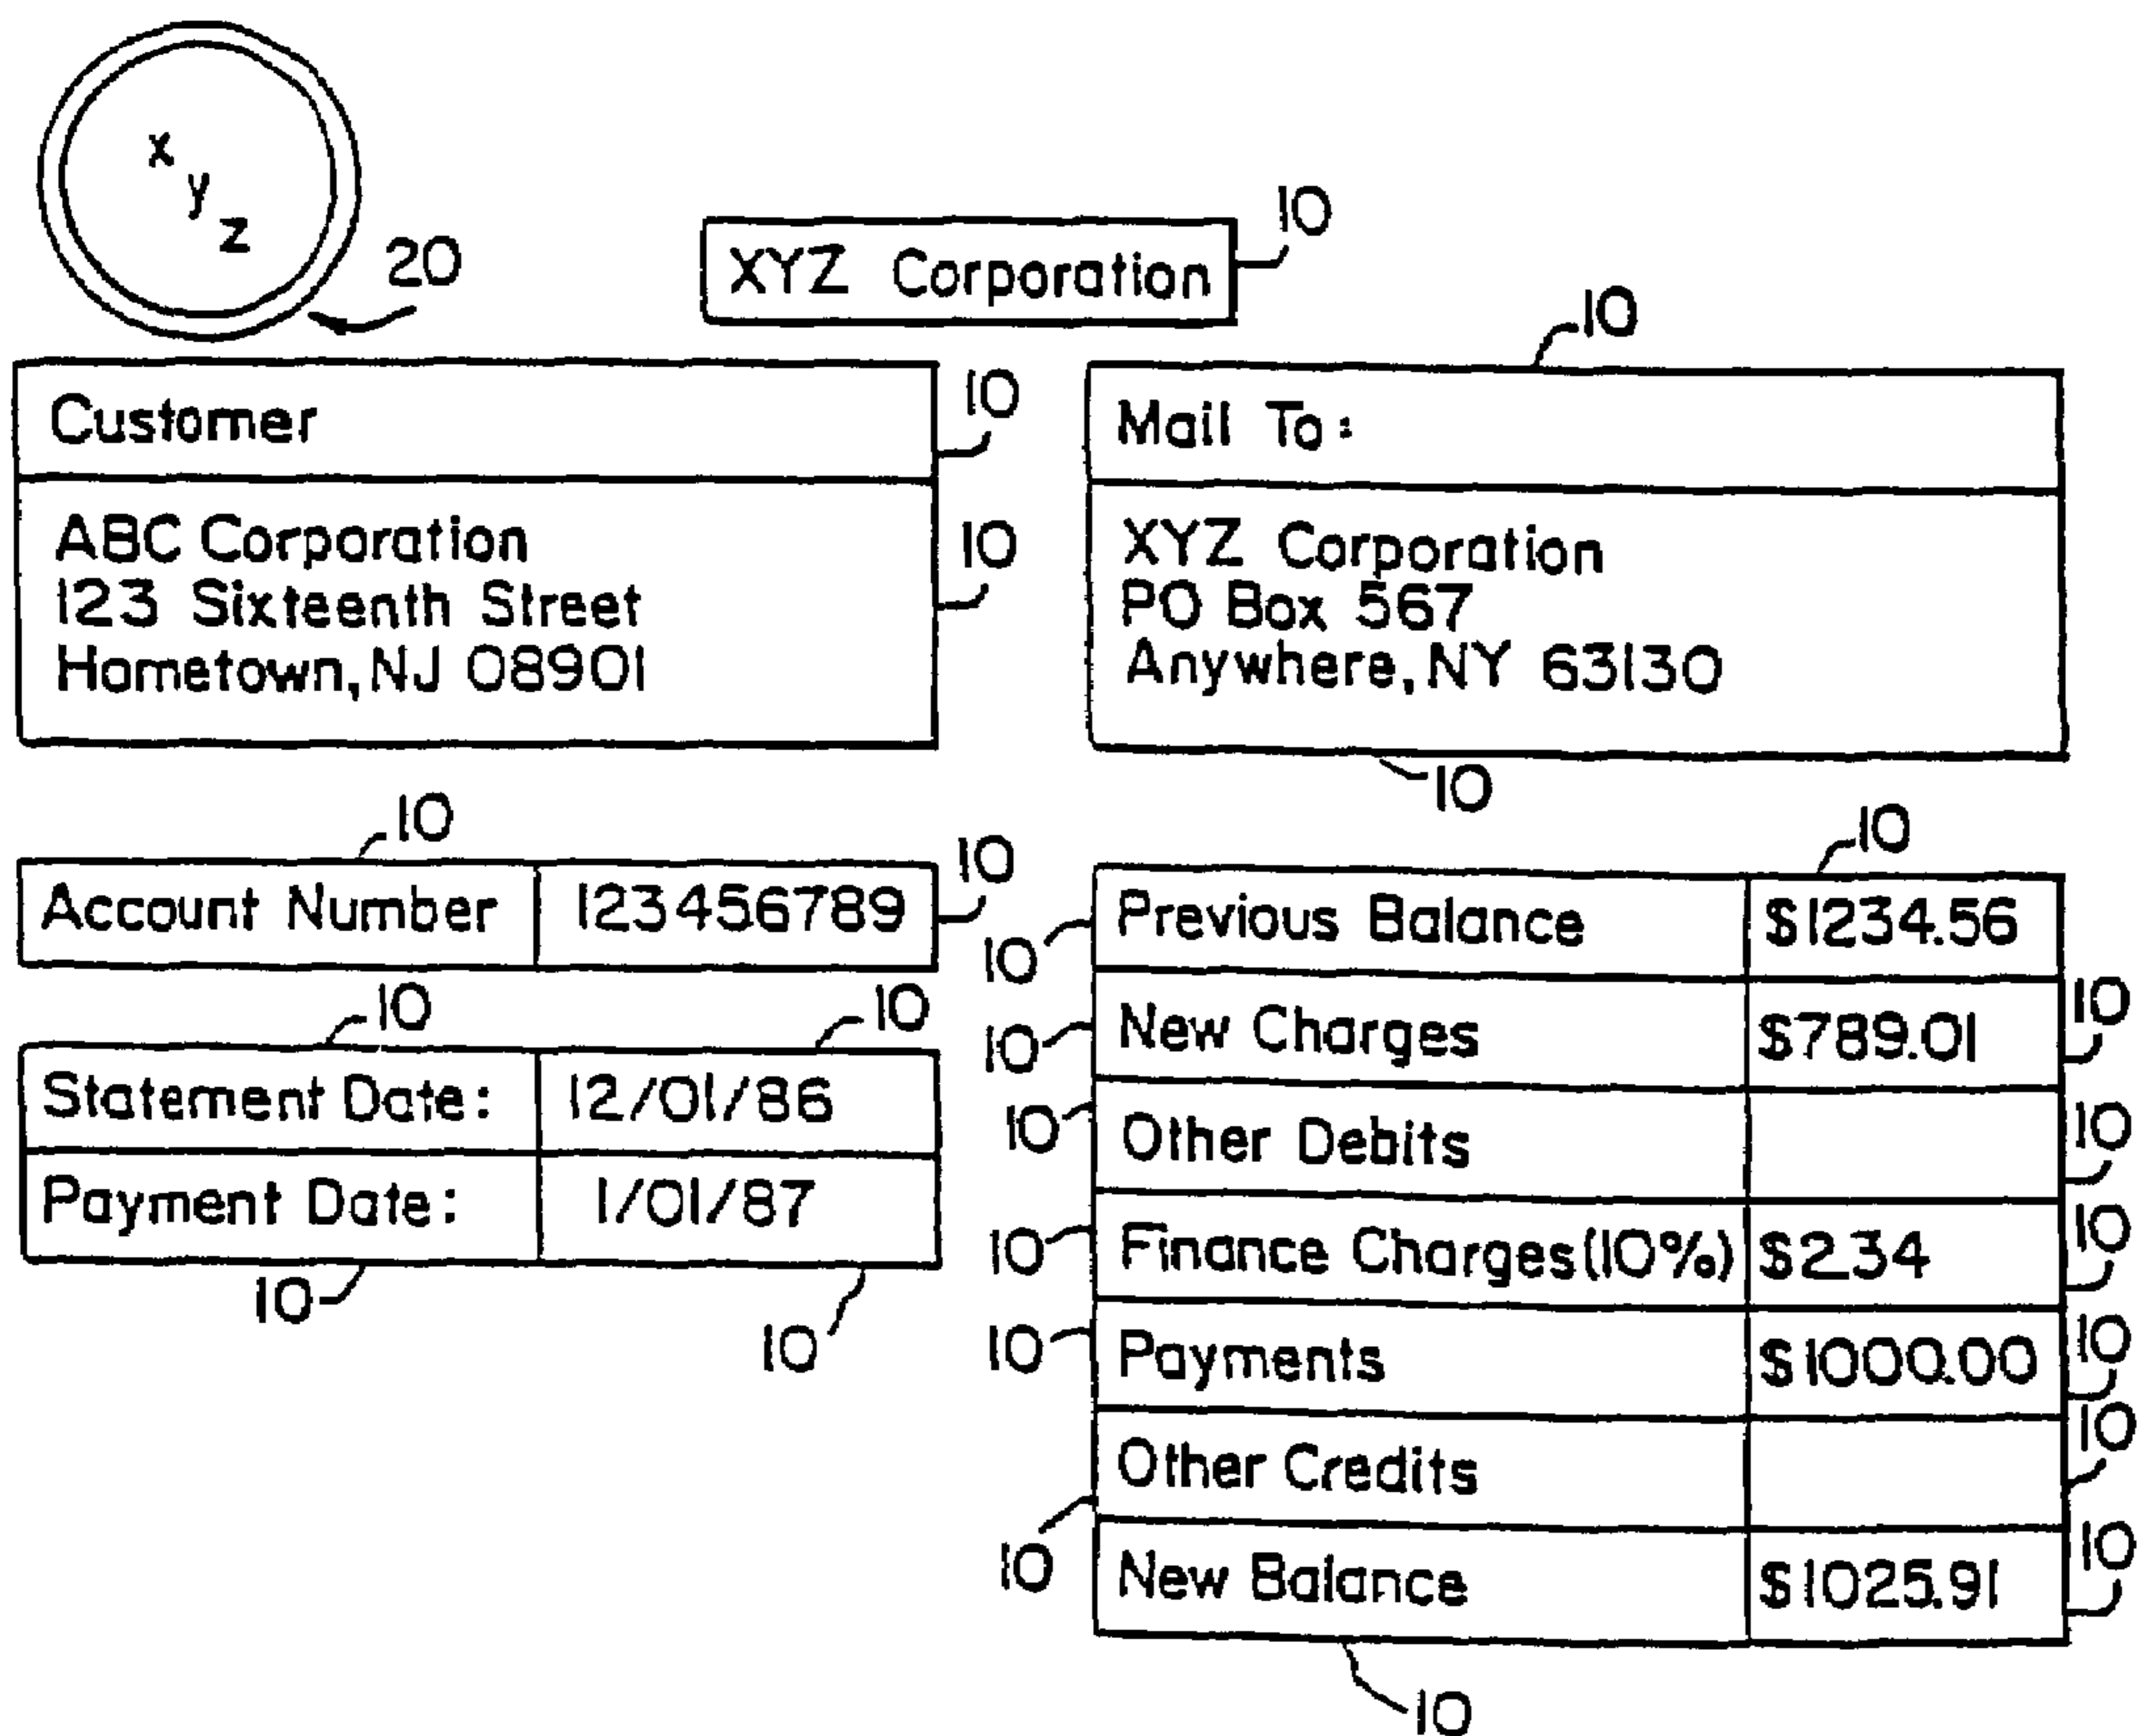 x
y
z
20
XYZ Corporation
10
10
Customer
10
ABC Corporation
123 Sixteenth Street
Hometown, NJ 08901
10
Mail To:
XYZ Corporation
PO Box 567
Anywhere, NY 63130
10
10
Account Number 123456789
10
10
10
Statement Date: 12/01/86
Payment Date: 1/01/87
10
10
10
10 Previous Balance $1234.56
10 New Charges $789.01 10
10 Other Debits 10
10 Finance Charges(10%) $2.34 10
10 Payments $1000.00 10
10 Other Credits 10
New Balance $1025.91 10
10